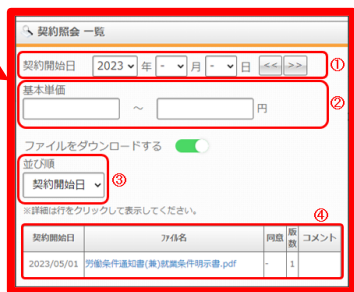 契約照会 一覧
契約開始日 2023 年 - 月 - 日 << >> ①
基本単価
～ 円 ②
ファイルをダウンロードする
並び順
契約開始日 ③
※詳細は行をクリックして表示してください。
④
契約開始日 ファイル名 同意 版数 コメント
2023/05/01 労働条件通知書(兼)就業条件明示書.pdf - 1